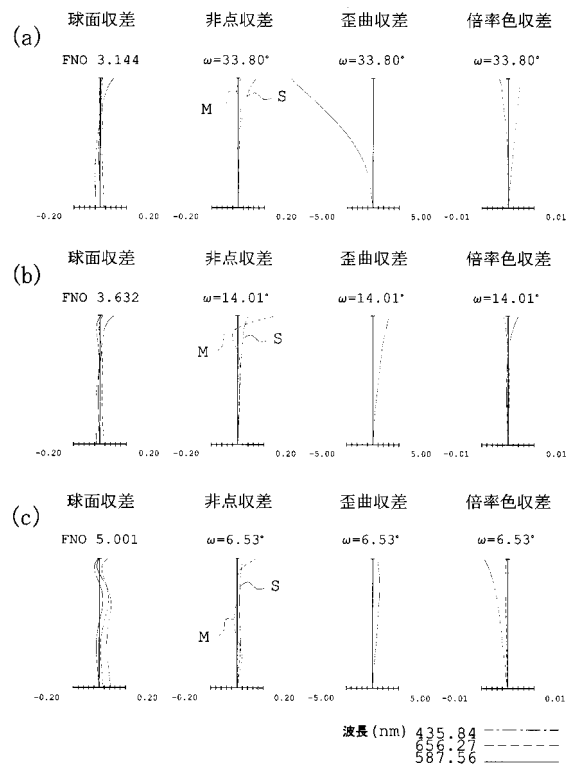 (a)
球面収差 非点収差 歪曲収差 倍率色収差
FNO 3.144 ω=33.80° ω=33.80° ω=33.80°
M S
-0.20 0.20 -0.20 0.20 -5.00 5.00 -0.01 0.01
(b)
球面収差 非点収差 歪曲収差 倍率色収差
FNO 3.632 ω=14.01° ω=14.01° ω=14.01°
M S
-0.20 0.20 -0.20 0.20 -5.00 5.00 -0.01 0.01
(c)
球面収差 非点収差 歪曲収差 倍率色収差
FNO 5.001 ω=6.53° ω=6.53° ω=6.53°
S
M
-0.20 0.20 -0.20 0.20 -5.00 5.00 -0.01 0.01
波長(nm) 435.84
656.27
587.56